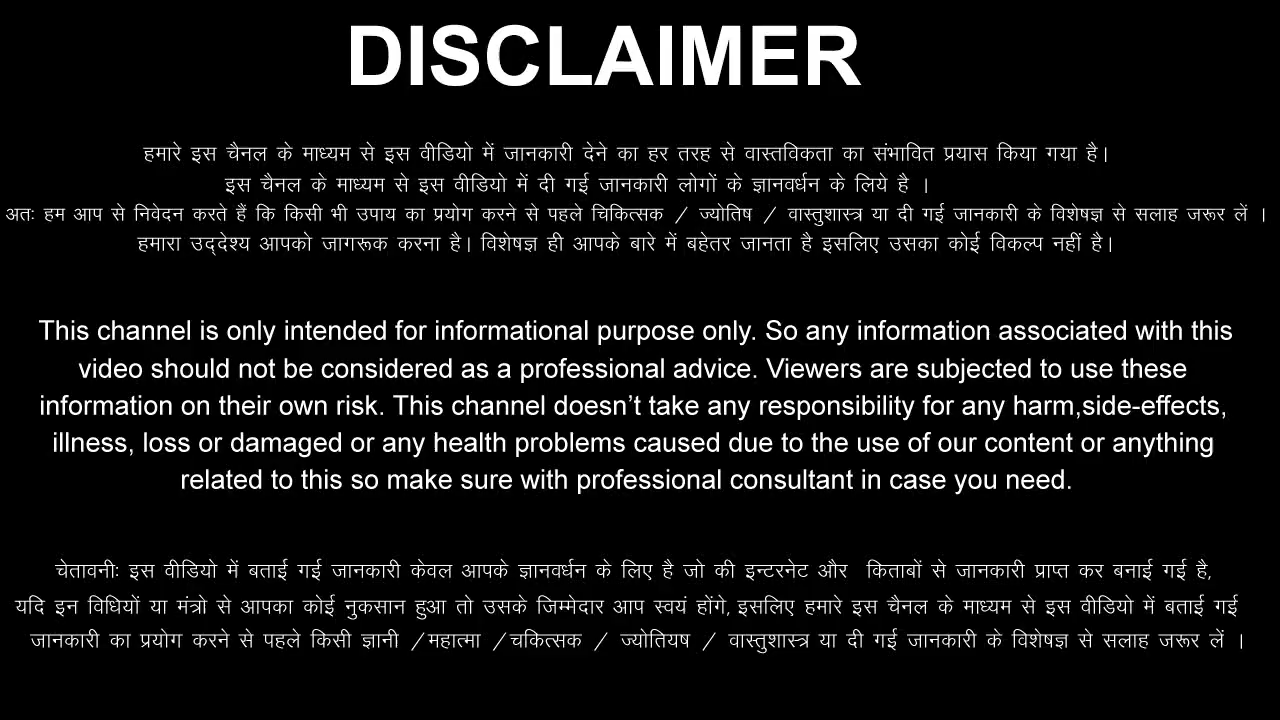 DISCLAIMER
हमारे इस चैनल के माध्यम से इस वीडियो में जानकारी देने का हर तरह से वास्तविकता का संभावित प्रयास किया गया है।
इस चैनल के माध्यम से इस वीडियो में दी गई जानकारी लोगों के ज्ञानवर्धन के लिये है ।
अतः हम आप से निवेदन करते हैं कि किसी भी उपाय का प्रयोग करने से पहले चिकित्सक / ज्योतिष / वास्तुशास्त्र या दी गई जानकारी के विशेषज्ञ से सलाह जरूर लें ।
हमारा उद्देश्य आपको जागरूक करना है। विशेषज्ञ ही आपके बारे में बहेतर जानता है इसलिए उसका कोई विकल्प नहीं है।
This channel is only intended for informational purpose only. So any information associated with this
video should not be considered as a professional advice. Viewers are subjected to use these
information on their own risk. This channel doesn’t take any responsibility for any harm,side-effects,
illness, loss or damaged or any health problems caused due to the use of our content or anything
related to this so make sure with professional consultant in case you need.
चेतावनीः इस वीडियो में बताई गई जानकारी केवल आपके ज्ञानवर्धन के लिए है जो की इन्टरनेट और किताबों से जानकारी प्राप्त कर बनाई गई है,
यदि इन विधियों या मंत्रो से आपका कोई नुकसान हुआ तो उसके जिम्मेदार आप स्वयं होंगे, इसलिए हमारे इस चैनल के माध्यम से इस वीडियो में बताई गई
जानकारी का प्रयोग करने से पहले किसी ज्ञानी /महात्मा /चकित्सक / ज्योतियष / वास्तुशास्त्र या दी गई जानकारी के विशेषज्ञ से सलाह जरूर लें ।